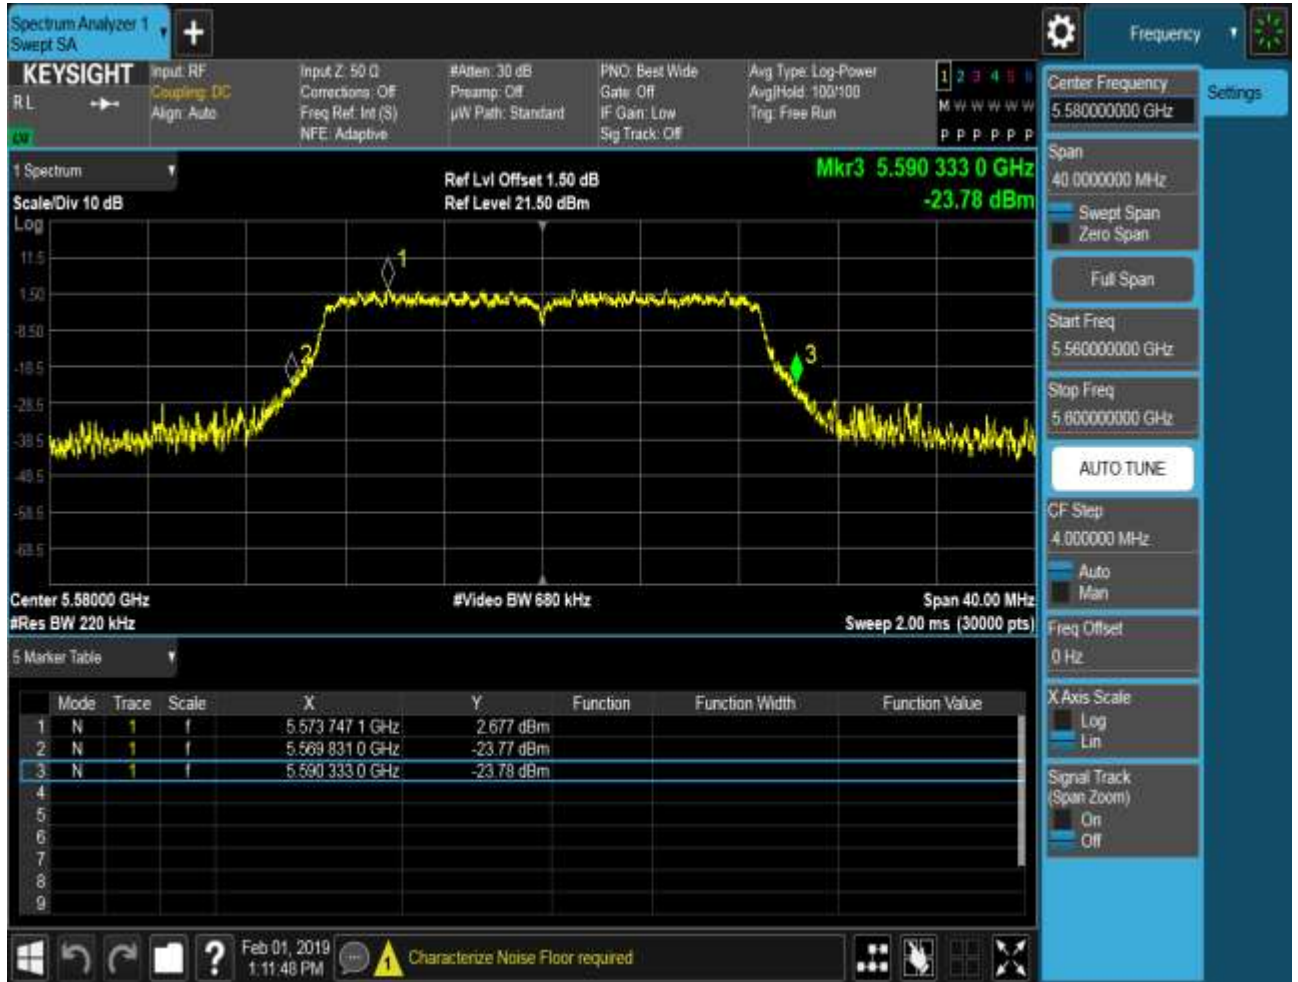 Spectrum Analyzer 1
Swept SA
+
Frequency
KEYSIGHT
RL
Input: RF
Coupling: DC
Align: Auto
Input Z: 50 Ω
Corrections: Off
Freq Ref: Int (S)
NFE: Adaptive
#Atten: 30 dB
Preamp: Off
µW Path: Standard
PNO: Best Wide
Gate: Off
IF Gain: Low
Sig Track: Off
Avg Type: Log-Power
Avg|Hold: 100/100
Trig: Free Run
1 2 3 4 5 6
M W W W W W
P P P P P P
Center Frequency
5.580000000 GHz
Settings
Span
40.0000000 MHz
Swept Span
Zero Span
Full Span
Start Freq
5.560000000 GHz
Stop Freq
5.600000000 GHz
AUTO TUNE
CF Step
4.000000 MHz
Auto
Man
Freq Offset
0 Hz
X Axis Scale
Log
Lin
Signal Track
(Span Zoom)
On
Off
1 Spectrum
Scale/Div 10 dB
Ref Lvl Offset 1.50 dB
Ref Level 21.50 dBm
Mkr3 5.590 333 0 GHz
-23.78 dBm
Log
11.5
1.50
-8.50
-18.5
-28.5
-38.5
-48.5
-58.5
-68.5
1
2
3
Center 5.58000 GHz
#Video BW 680 kHz
Span 40.00 MHz
#Res BW 220 kHz
Sweep 2.00 ms (30000 pts)
5 Marker Table
Mode Trace Scale X Y Function Function Width Function Value
1 N 1 f 5.573 747 1 GHz 2.677 dBm
2 N 1 f 5.569 831 0 GHz -23.77 dBm
3 N 1 f 5.590 333 0 GHz -23.78 dBm
4
5
6
7
8
9
?
Feb 01, 2019
1:11:48 PM
1
Characterize Noise Floor required